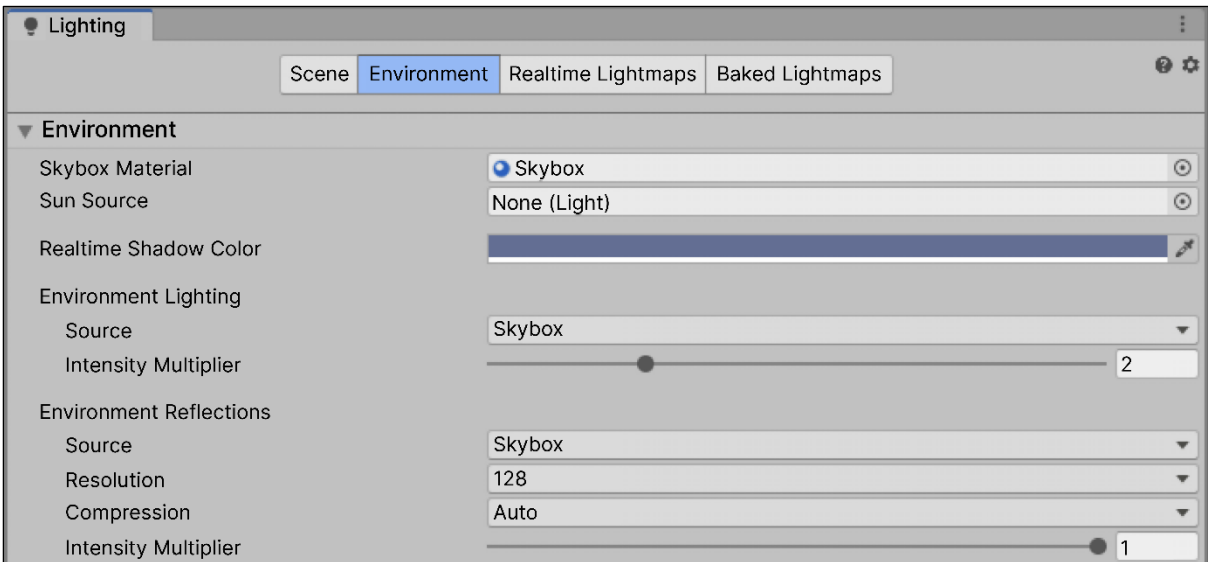 Lighting
Scene Environment Realtime Lightmaps Baked Lightmaps
Environment
Skybox Material Skybox
Sun Source None (Light)
Realtime Shadow Color
Environment Lighting
Source Skybox
Intensity Multiplier 2
Environment Reflections
Source Skybox
Resolution 128
Compression Auto
Intensity Multiplier 1